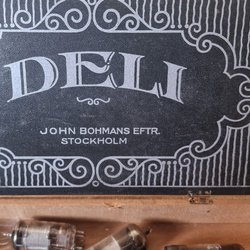 DELI
JOHN BOHMANS EFTR.
STOCKHOLM